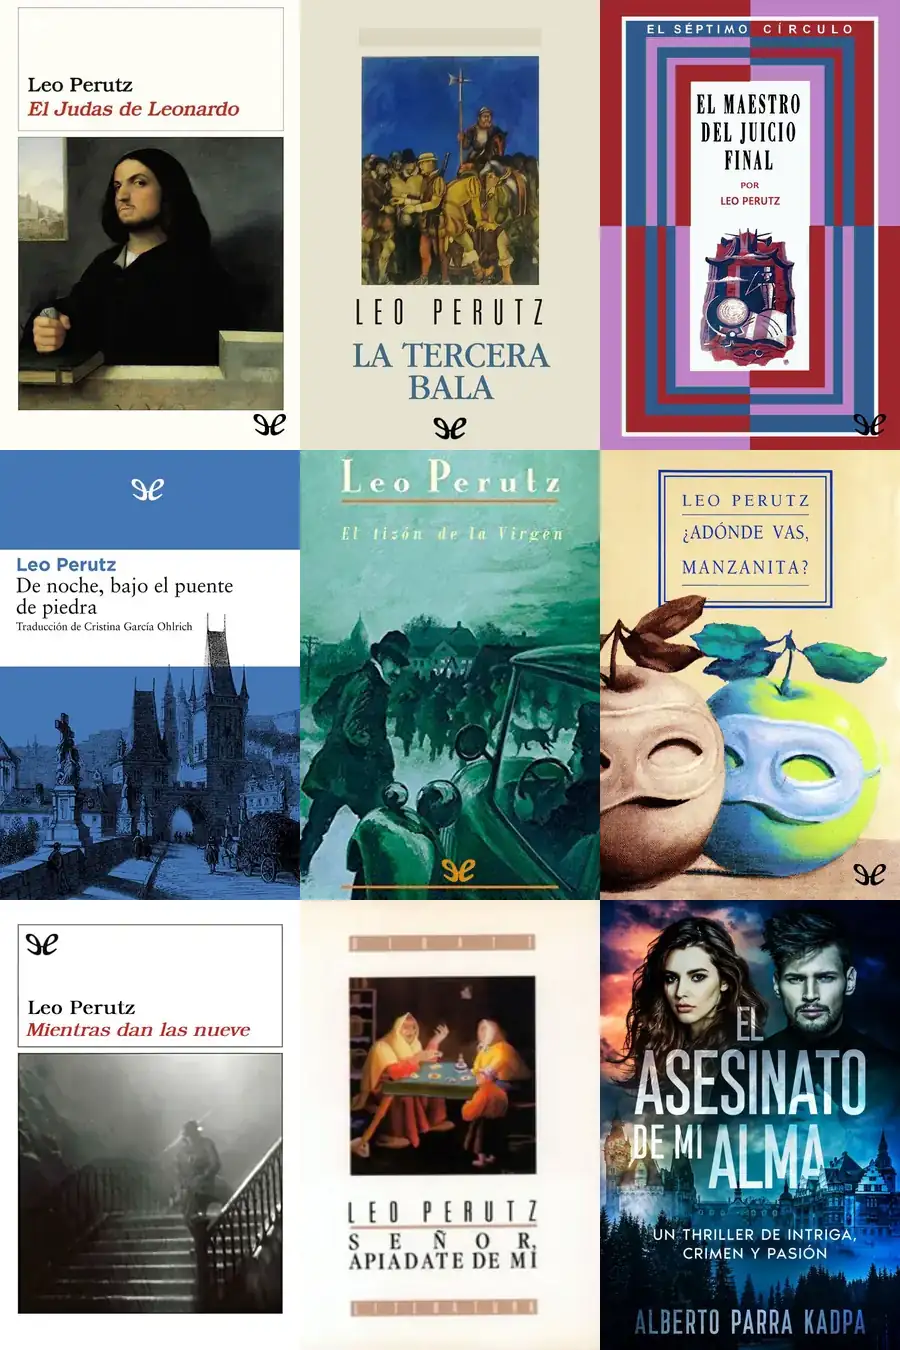 Leo Perutz
El Judas de Leonardo
LEO PERUTZ
LA TERCERA
BALA
EL SÉPTIMO CÍRCULO
EL MAESTRO
DEL JUICIO
FINAL
POR
LEO PERUTZ
Leo Perutz
De noche, bajo el puente
de piedra
Traducción de Cristina García Ohlrich
Leo Perutz
El tizón de la Virgen
LEO PERUTZ
¿ADÓNDE VAS,
MANZANITA?
Leo Perutz
Mientras dan las nueve
LEO PERUTZ
SEÑOR,
APIADATE DE MÍ
LITERATURA
EL
ASESINATO
DE MI ALMA
UN THRILLER DE INTRIGA,
CRIMEN Y PASIÓN
ALBERTO PARRA KADPA